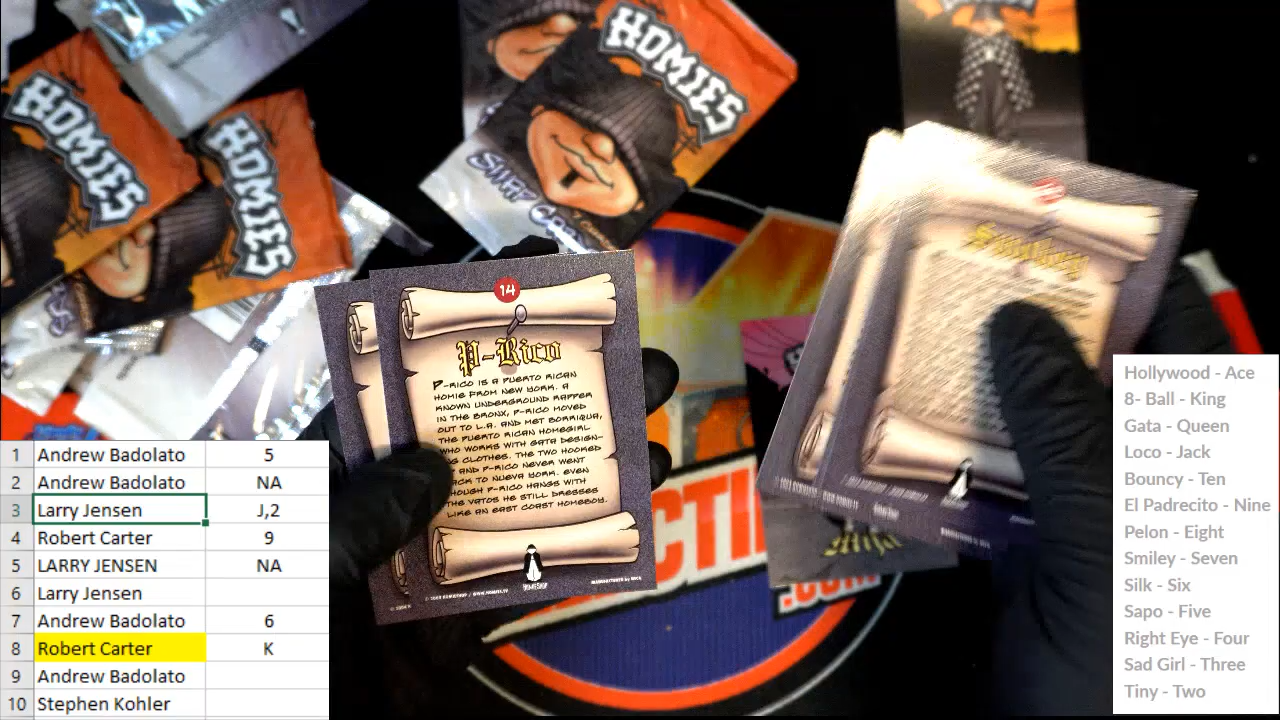 HOMIES
HOMIES
HOMIES
SWAP
14
P-Rico
P-RICO IS A PUERTO RICAN
HOMIE FROM NEW YORK. A
KNOWN UNDERGROUND RAPPER
IN THE BRONX, P-RICO MOVED
OUT TO L.A. AND MET BORRIQUA,
THE PUERTO RICAN HOMEGIRL
WHO WORKS WITH GATA DESIGN-
CLOTHES. THE TWO HOOKED
AND P-RICO NEVER WENT
TO NUEVA YORK. EVEN
HOUGH P-RICO HANGS WITH
THE VATOS HE STILL DRESSES
LIKE AN EAST COAST HOMEBOY.
HOMIESHOP
CTI
.COM
1 Andrew Badolato 5
2 Andrew Badolato NA
3 Larry Jensen J,2
4 Robert Carter 9
5 LARRY JENSEN NA
6 Larry Jensen
7 Andrew Badolato 6
8 Robert Carter K
9 Andrew Badolato
10 Stephen Kohler
Hollywood - Ace
8- Ball - King
Gata - Queen
Loco - Jack
Bouncy - Ten
El Padrecito - Nine
Pelon - Eight
Smiley - Seven
Silk - Six
Sapo - Five
Right Eye - Four
Sad Girl - Three
Tiny - Two